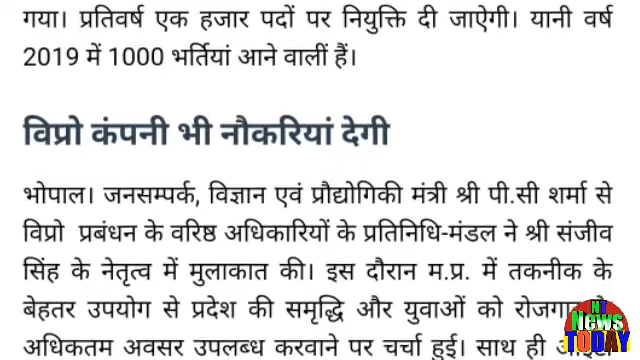 गया। प्रतिवर्ष एक हजार पदों पर नियुक्ति दी जाऐगी। यानी वर्ष
2019 में 1000 भर्तियां आने वालीं हैं।
विप्रो कंपनी भी नौकरियां देगी
भोपाल। जनसम्पर्क, विज्ञान एवं प्रौद्योगिकी मंत्री श्री पी.सी शर्मा से
विप्रो प्रबंधन के वरिष्ठ अधिकारियों के प्रतिनिधि-मंडल ने श्री संजीव
सिंह के नेतृत्व में मुलाकात की। इस दौरान म.प्र. में तकनीक के
बेहतर उपयोग से प्रदेश की समृद्धि और युवाओं को
अधिकतम अवसर उपलब्ध करवाने पर चर्चा हुई। साथ ही
NT
News
TODAY